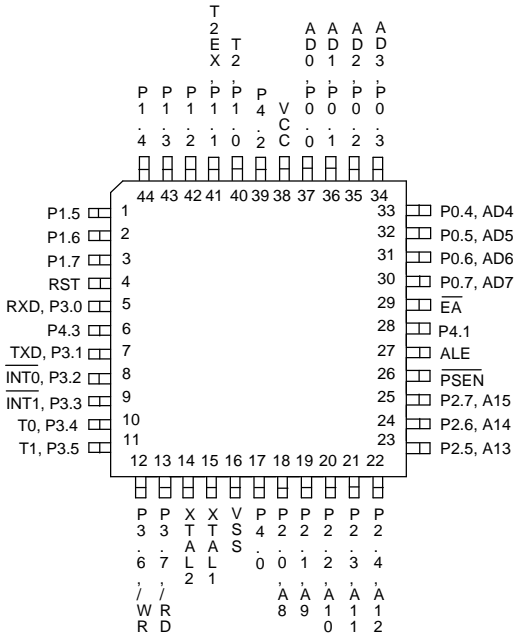 P1.4
P1.3
P1.2
T2EX,P1.1
T2,P1.0
P4.2
VCC
AD0,P0.0
AD1,P0.1
AD2,P0.2
AD3,P0.3
44 43 42 41 40 39 38 37 36 35 34
P1.5 1
P1.6 2
P1.7 3
RST 4
RXD, P3.0 5
P4.3 6
TXD, P3.1 7
INT0, P3.2 8
INT1, P3.3 9
T0, P3.4 10
T1, P3.5 11
33 P0.4, AD4
32 P0.5, AD5
31 P0.6, AD6
30 P0.7, AD7
29 EA
28 P4.1
27 ALE
26 PSEN
25 P2.7, A15
24 P2.6, A14
23 P2.5, A13
12 13 14 15 16 17 18 19 20 21 22
P3.6,/WR
P3.7,/RD
XTAL2
XTAL1
VSS
P4.0
P2.0,A8
P2.1,A9
P2.2,A10
P2.3,A11
P2.4,A12